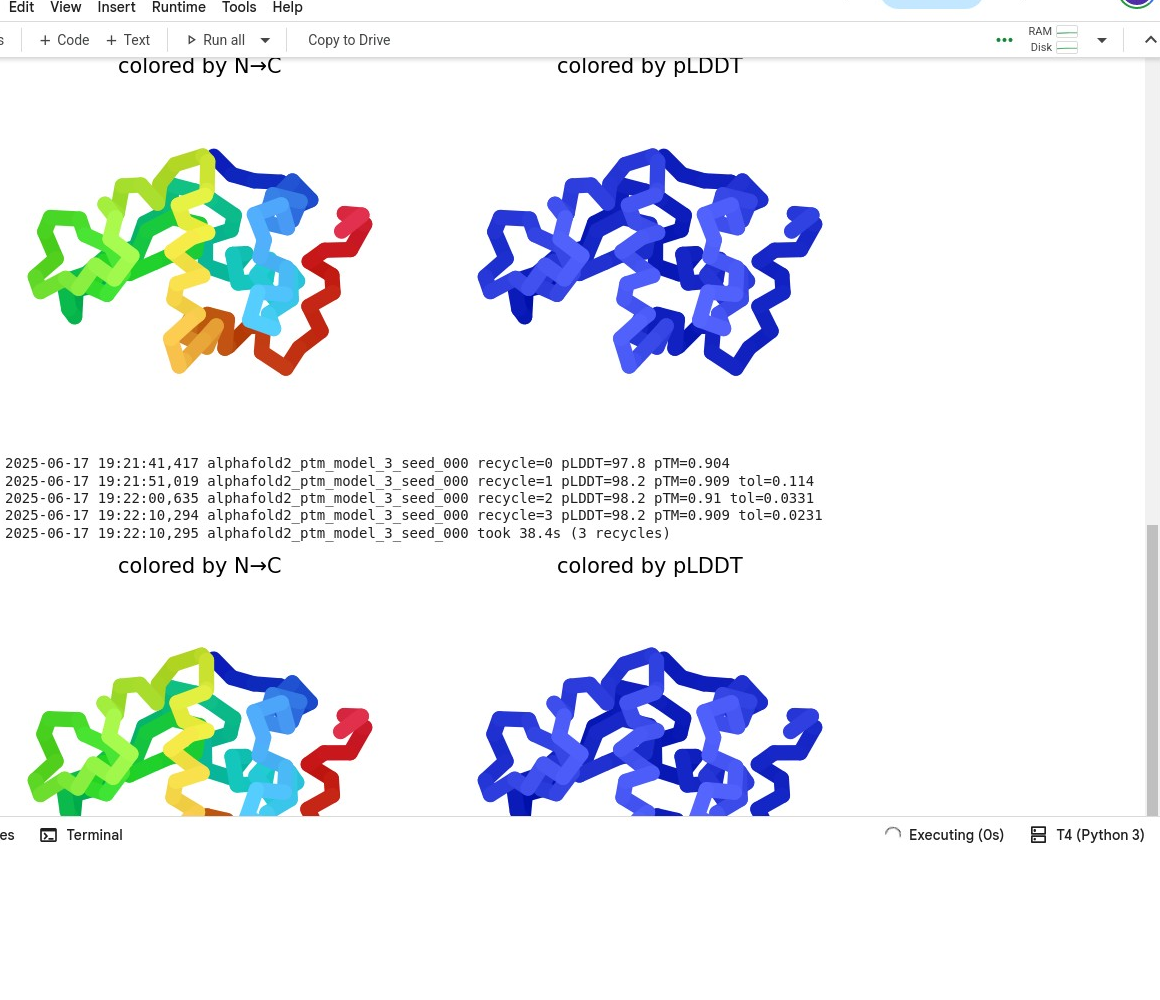 Edit View Insert Runtime Tools Help
s + Code + Text Run all Copy to Drive RAM
Disk
colored by N→C colored by pLDDT
2025-06-17 19:21:41,417 alphafold2_ptm_model_3_seed_000 recycle=0 pLDDT=97.8 pTM=0.904
2025-06-17 19:21:51,019 alphafold2_ptm_model_3_seed_000 recycle=1 pLDDT=98.2 pTM=0.909 tol=0.114
2025-06-17 19:22:00,635 alphafold2_ptm_model_3_seed_000 recycle=2 pLDDT=98.2 pTM=0.91 tol=0.0331
2025-06-17 19:22:10,294 alphafold2_ptm_model_3_seed_000 recycle=3 pLDDT=98.2 pTM=0.909 tol=0.0231
2025-06-17 19:22:10,295 alphafold2_ptm_model_3_seed_000 took 38.4s (3 recycles)
colored by N→C colored by pLDDT
es Terminal Executing (0s) T4 (Python 3)